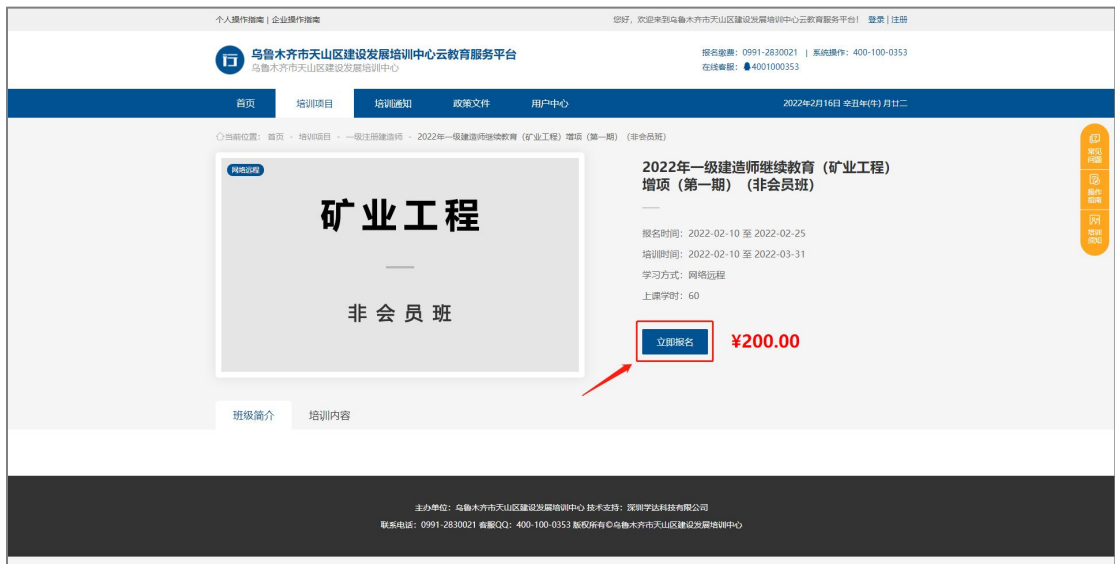 个人操作指南 | 企业操作指南
您好，欢迎来到乌鲁木齐市天山区建设发展培训中心云教育服务平台！ 登录 | 注册
乌鲁木齐市天山区建设发展培训中心云教育服务平台
乌鲁木齐市天山区建设发展培训中心
报名缴费：0991-2830021 | 系统操作：400-100-0353
在线客服：4001000353
首页 培训项目 培训通知 政策文件 用户中心 2022年2月16日 辛丑年(牛) 月廿二
当前位置：首页 - 培训项目 - 一级注册建造师 - 2022年一级建造师继续教育（矿业工程）增项（第一期）（非会员班）
网络远程
矿业工程
非会员班
2022年一级建造师继续教育（矿业工程）
增项（第一期）（非会员班）
报名时间：2022-02-10 至 2022-02-25
培训时间：2022-02-10 至 2022-03-31
学习方式：网络远程
上课学时：60
立即报名 ¥200.00
常见
问题
操作
指南
培训
须知
班级简介 培训内容
主办单位：乌鲁木齐市天山区建设发展培训中心 技术支持：深圳学达科技有限公司
联系电话：0991-2830021 客服QQ：400-100-0353 版权所有©乌鲁木齐市天山区建设发展培训中心